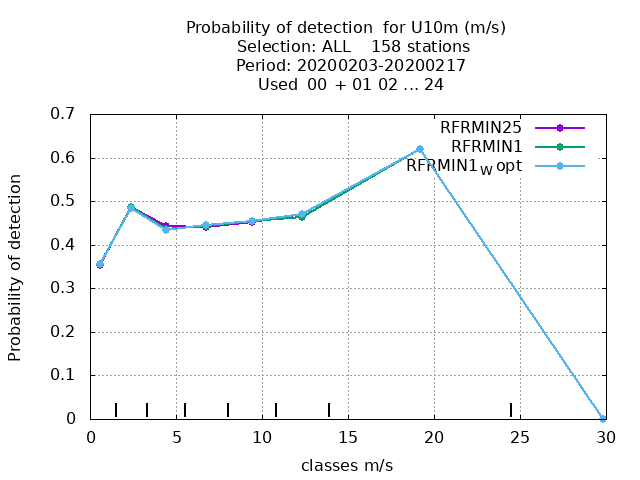 Probability of detection for U10m (m/s)
Selection: ALL 158 stations
Period: 20200203-20200217
Used 00 + 01 02 ... 24
RFRMIN25
RFRMIN1
RFRMIN1W opt
Probability of detection
0.7
0.6
0.5
0.4
0.3
0.2
0.1
0
0 5 10 15 20 25 30
classes m/s